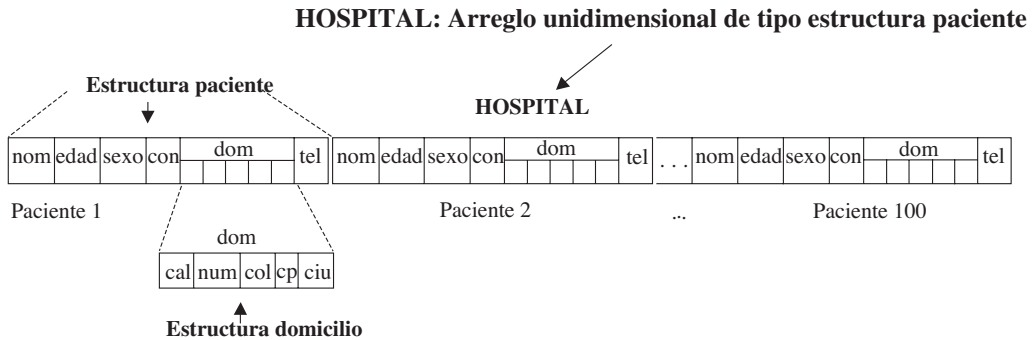 HOSPITAL: Arreglo unidimensional de tipo estructura paciente
Estructura paciente
HOSPITAL
nom edad sexo con dom tel nom edad sexo con dom tel . . . nom edad sexo con dom tel
Paciente 1 Paciente 2 ... Paciente 100
dom
cal num col cp ciu
Estructura domicilio